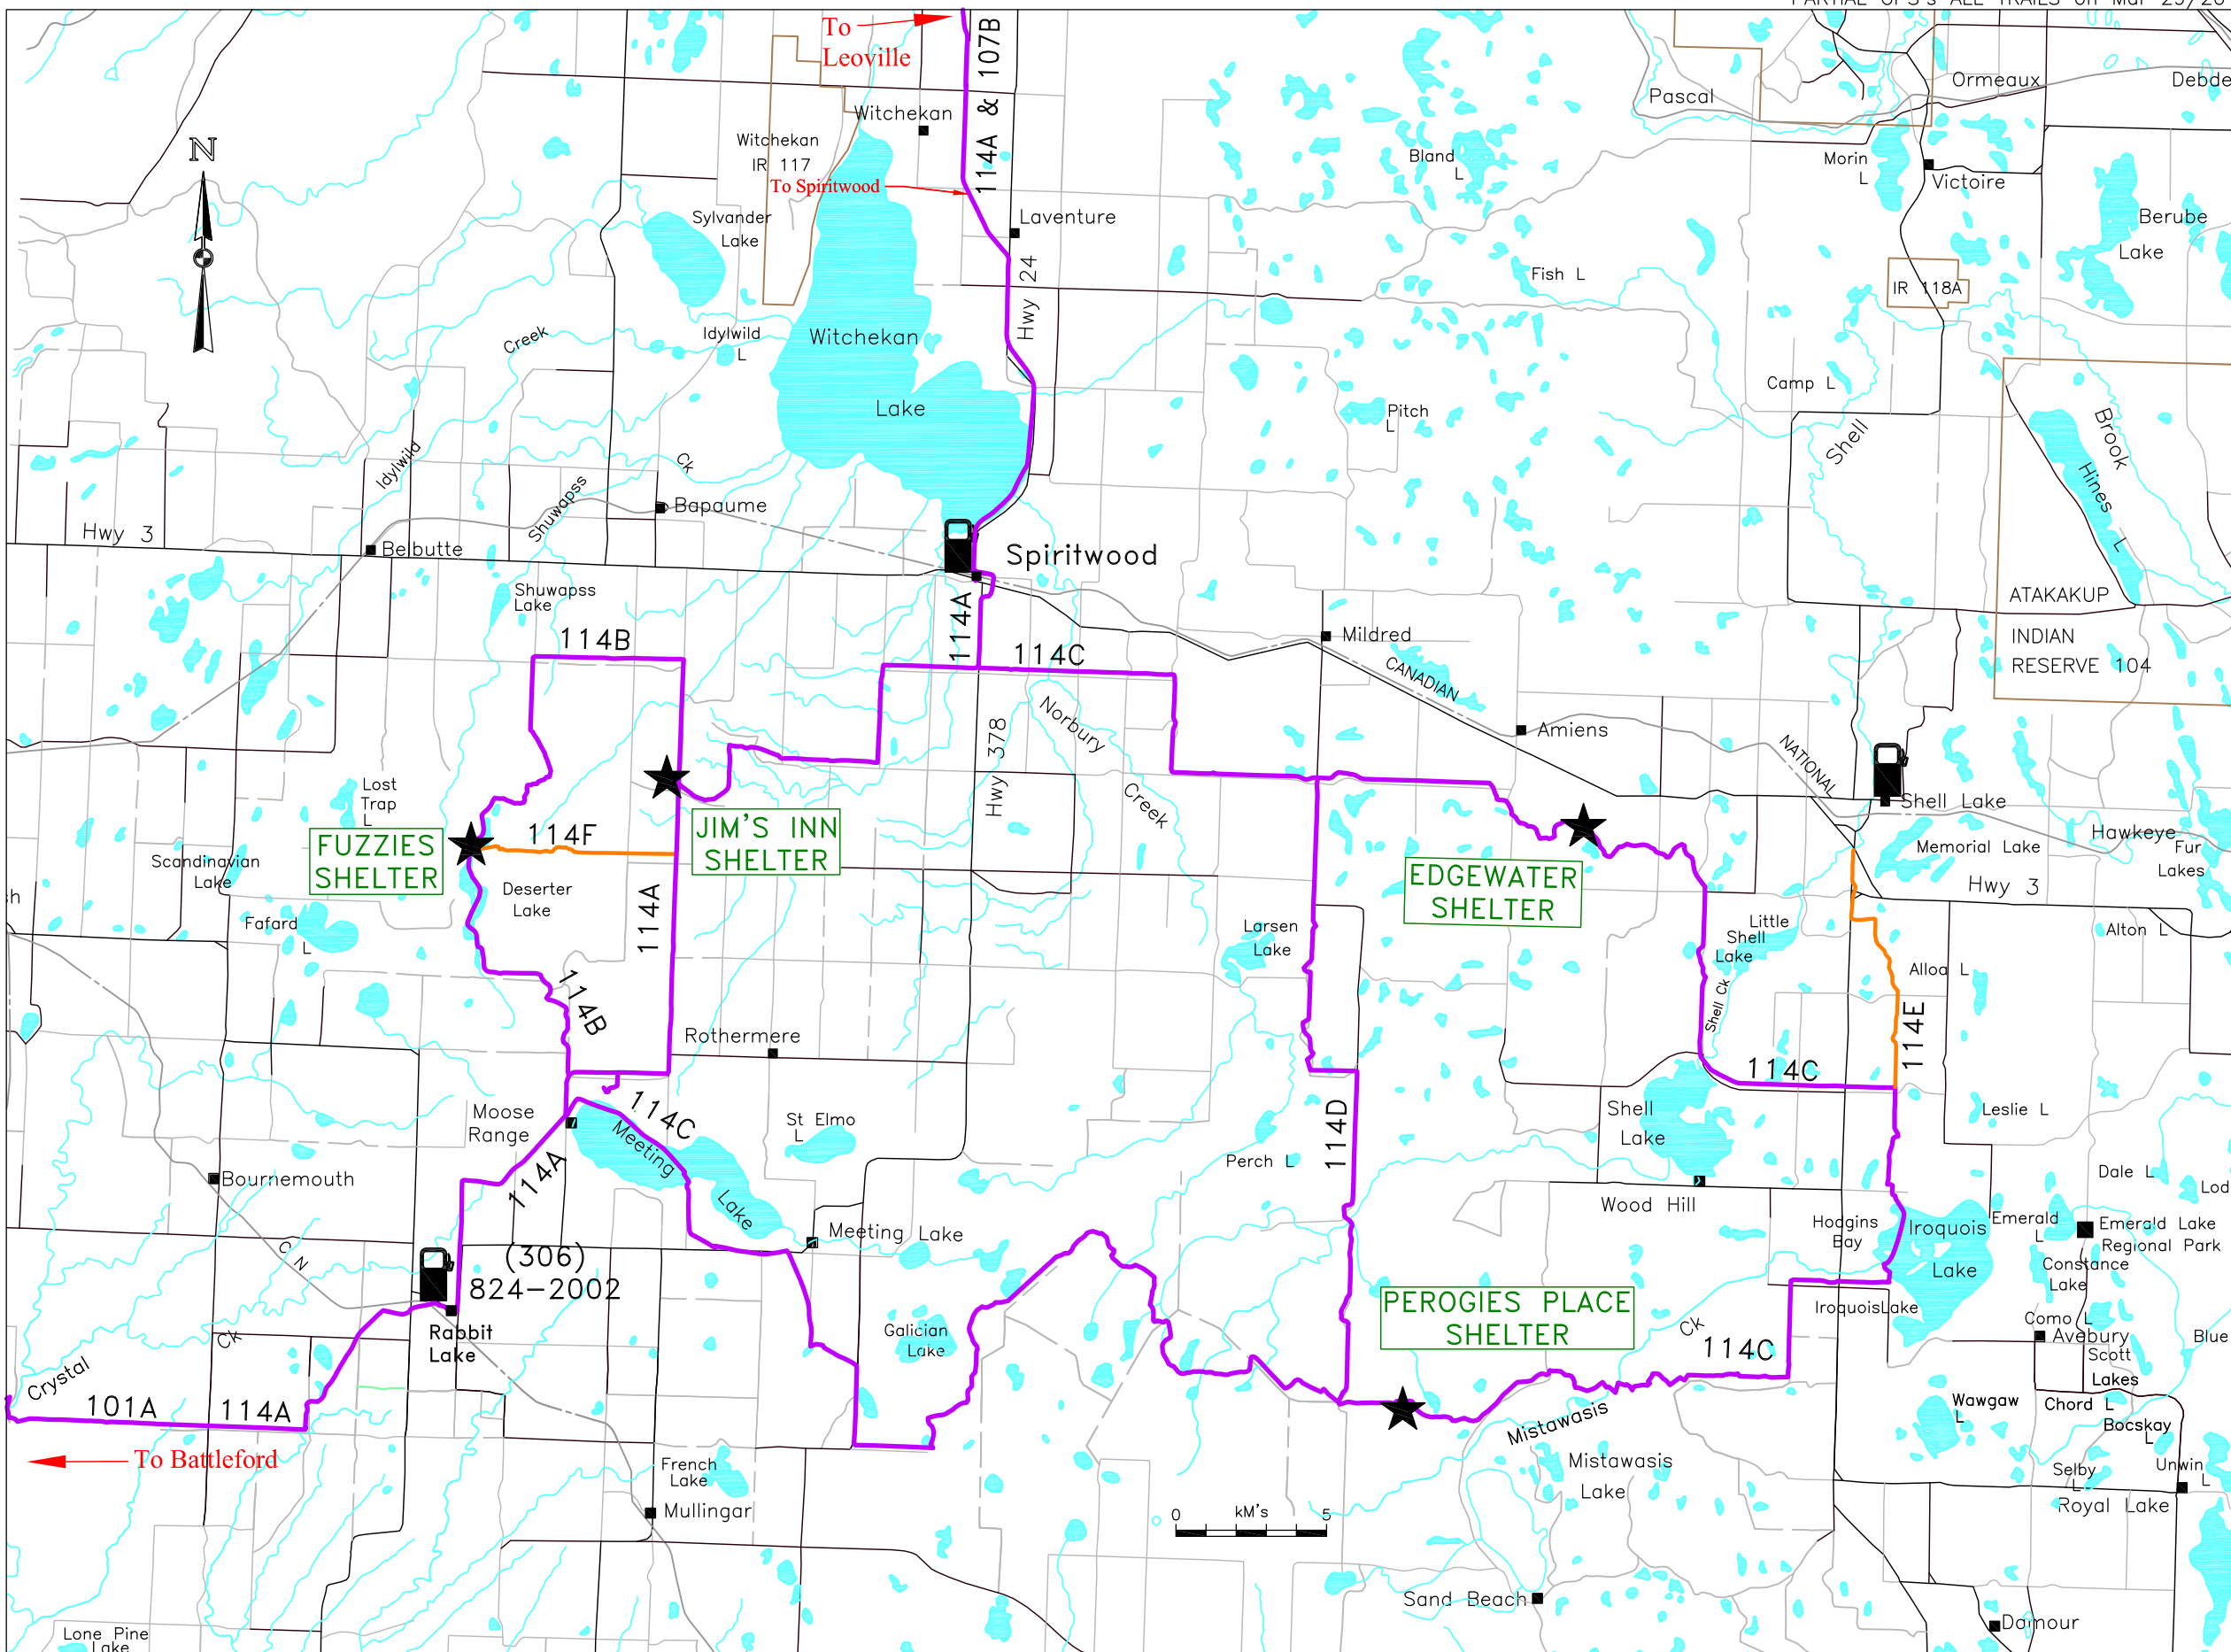 PARTIAL GPS's ALL TRAILS on Mar 25/20
To
Leoville
114A & 107B
Witchekan
Witchekan
IR 117
To Spiritwood
Laventure
Sylvander
Lake
Hwy 24
N
Creek
Idylwild
L
Witchekan
Lake
Idylwild
Shuwapss
Ck
Bapaume
Hwy 3
Belbutte
Spiritwood
Pascal
Ormeaux
Debde
Bland
L
Morin
L
Victoire
Berube
Lake
Fish L
IR 118A
Camp L
Pitch
L
Shell
Brook
Hines
L
ATAKAKUP
INDIAN
RESERVE 104
Shuwapss
Lake
114B
114A
114C
Mildred
CANADIAN
Norbury
Creek
Hwy 378
Amiens
NATIONAL
Shell Lake
Hawkeye
Memorial Lake
Fur
Lakes
Hwy 3
Lost
Trap
L
FUZZIES
SHELTER
114F
JIM'S INN
SHELTER
Scandinavian
Lake
Deserter
Lake
114A
Fafard
L
114B
EDGEWATER
SHELTER
Larsen
Lake
Little
Shell
Lake
Shell Ck
Alton L
Alloa L
114E
114C
Rothermere
Moose
Range
114C
Meeting
Lake
St Elmo
L
114A
114D
Perch L
Shell
Lake
Leslie L
Wood Hill
Dale L
Lod
Hodgins
Bay
Iroquois
Lake
Emerald
L
Emerald Lake
Regional Park
Constance
Lake
IroquoisLake
Como L
Avebury
Blue
Scott
Lakes
Bournemouth
C N
(306)
824-2002
Meeting Lake
Rabbit
Lake
Ck
Crystal
101A
114A
To Battleford
Galician
Lake
PEROGIES PLACE
SHELTER
Ck
114C
Mistawasis
Mistawasis
Lake
Wawgaw
L
Chord L
Bocskay
L
Selby
L
Unwin
L
Royal Lake
French
Lake
Mullingar
0 kM's 5
Sand Beach
Damour
Lone Pine
Lake